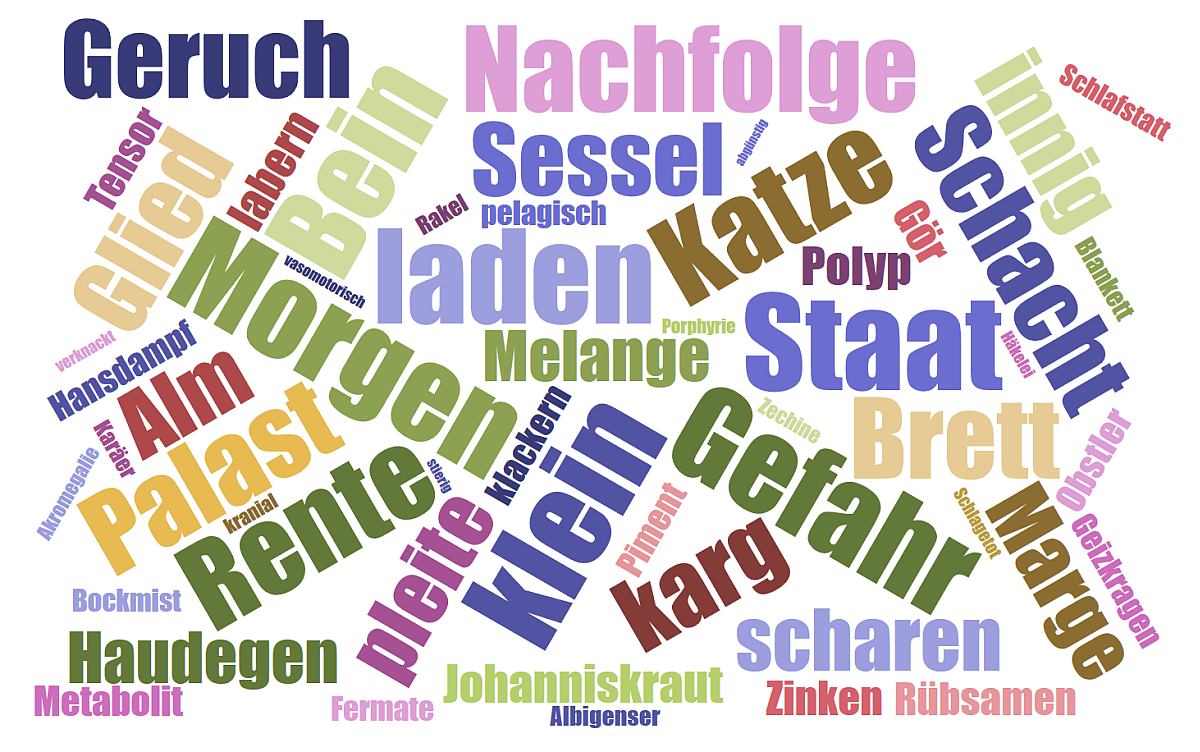 Geruch
Nachfolge
innig
Schlafstatt
Tensor
labern
Bein
Sessel
abgünstig
Schacht
Glied
Rakel
pelagisch
Katze
Gör
Blankett
Morgen
vasomotorisch
laden
Polyp
verknackt
Hansdampf
Porphyrie
Melange
Staat
Häkelei
Alm
Karäer
Palast
klackern
klein
Zechine
Gefahr
Brett
Obstler
Akromegalie
kranial
Rente
stierig
pleite
Piment
karg
Schlagetot
Marge
Geizkragen
Bockmist
Haudegen
scharen
Johanniskraut
Metabolit
Fermate
Albigenser
Zinken
Rübsamen